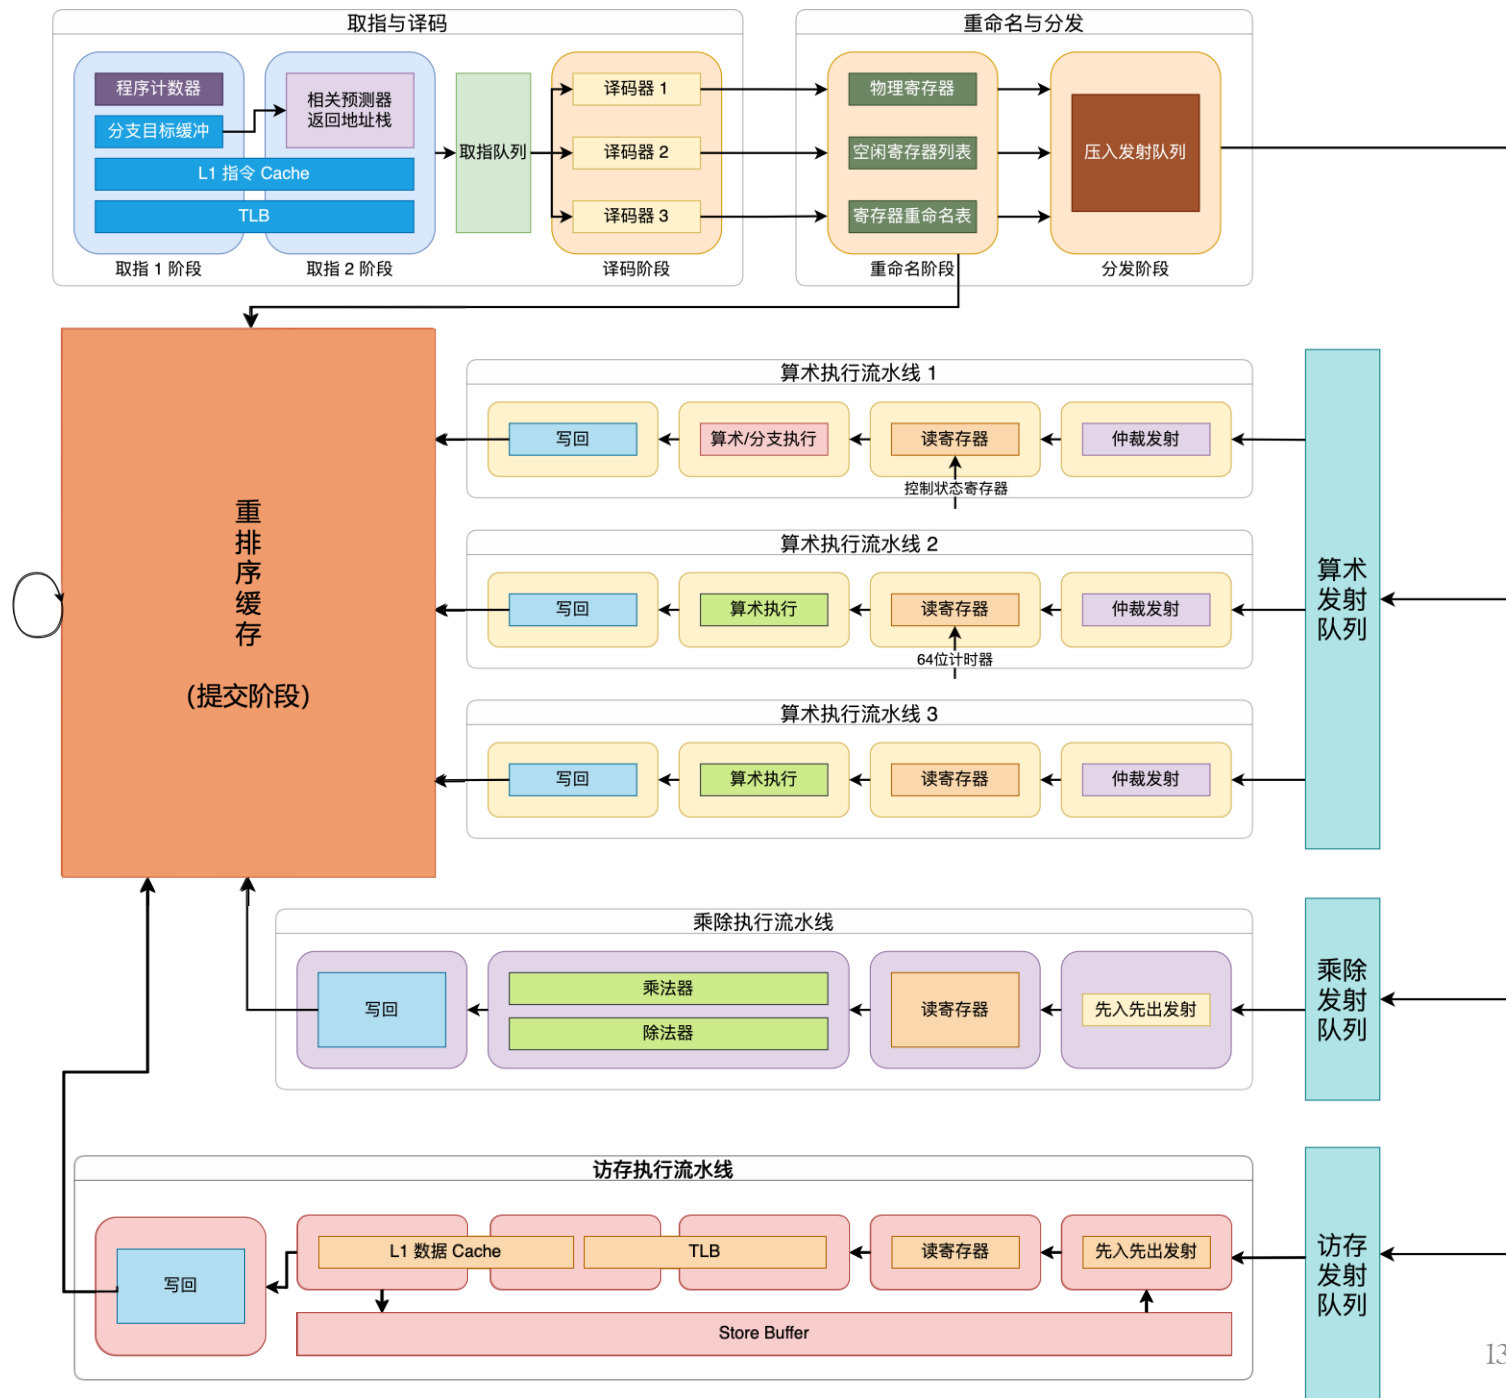 取指与译码
程序计数器
分支目标缓冲
相关预测器
返回地址栈
L1 指令 Cache
TLB
取指 1 阶段
取指 2 阶段
取指队列
译码器 1
译码器 2
译码器 3
译码阶段
重命名与分发
物理寄存器
空闲寄存器列表
寄存器重命名表
重命名阶段
压入发射队列
分发阶段
重
排
序
缓
存
（提交阶段）
算术执行流水线 1
写回
算术/分支执行
读寄存器
仲裁发射
控制状态寄存器
算术执行流水线 2
写回
算术执行
读寄存器
仲裁发射
64位计时器
算术执行流水线 3
写回
算术执行
读寄存器
仲裁发射
算术
发射
队列
乘除执行流水线
写回
乘法器
除法器
读寄存器
先入先出发射
乘除
发射
队列
访存执行流水线
写回
L1 数据 Cache
TLB
读寄存器
先入先出发射
Store Buffer
访存
发射
队列
13